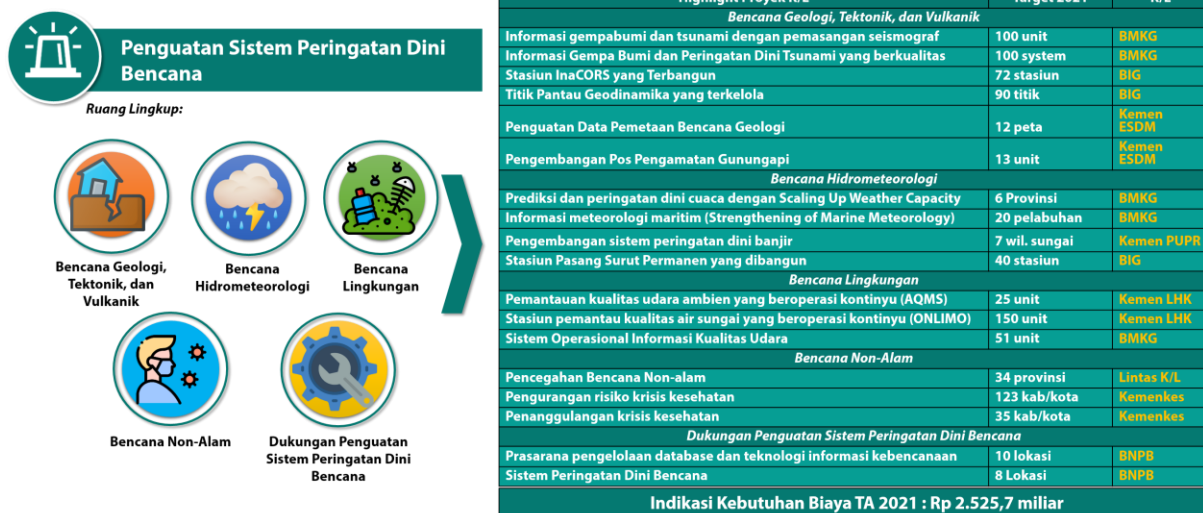 Penguatan Sistem Peringatan Dini
Bencana
Ruang Lingkup:
Bencana Geologi,
Tektonik, dan
Vulkanik
Bencana
Hidrometeorologi
Bencana
Lingkungan
Bencana Non-Alam
Dukungan Penguatan
Sistem Peringatan Dini
Bencana
Highlight Proyek K/L Target 2021 K/L
Bencana Geologi, Tektonik, dan Vulkanik
Informasi gempabumi dan tsunami dengan pemasangan seismograf 100 unit BMKG
Informasi Gempa Bumi dan Peringatan Dini Tsunami yang berkualitas 100 system BMKG
Stasiun InaCORS yang Terbangun 72 stasiun BIG
Titik Pantau Geodinamika yang terkelola 90 titik BIG
Penguatan Data Pemetaan Bencana Geologi 12 peta Kemen
ESDM
Pengembangan Pos Pengamatan Gunungapi 13 unit Kemen
ESDM
Bencana Hidrometeorologi
Prediksi dan peringatan dini cuaca dengan Scaling Up Weather Capacity 6 Provinsi BMKG
Informasi meteorologi maritim (Strengthening of Marine Meteorology) 20 pelabuhan BMKG
Pengembangan sistem peringatan dini banjir 7 wil. sungai Kemen PUPR
Stasiun Pasang Surut Permanen yang dibangun 40 stasiun BIG
Bencana Lingkungan
Pemantauan kualitas udara ambien yang beroperasi kontinyu (AQMS) 25 unit Kemen LHK
Stasiun pemantau kualitas air sungai yang beroperasi kontinyu (ONLIMO) 150 unit Kemen LHK
Sistem Operasional Informasi Kualitas Udara 51 unit BMKG
Bencana Non-Alam
Pencegahan Bencana Non-alam 34 provinsi Lintas K/L
Pengurangan risiko krisis kesehatan 123 kab/kota Kemenkes
Penanggulangan krisis kesehatan 35 kab/kota Kemenkes
Dukungan Penguatan Sistem Peringatan Dini Bencana
Prasarana pengelolaan database dan teknologi informasi kebencanaan 10 lokasi BNPB
Sistem Peringatan Dini Bencana 8 Lokasi BNPB
Indikasi Kebutuhan Biaya TA 2021 : Rp 2.525,7 miliar